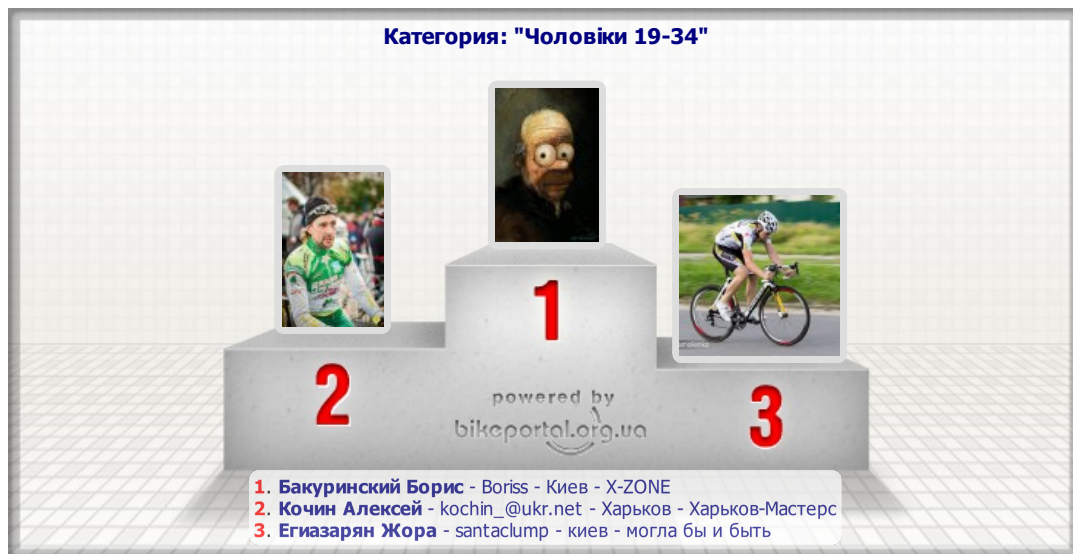 Категория: "Чоловіки 19-34"
1
2
3
powered by
bikeportal.org.ua
1. Бакуринский Борис - Boriss - Киев - X-ZONE
2. Кочин Алексей - kochin_@ukr.net - Харьков - Харьков-Мастерс
3. Егиазарян Жора - santaclump - киев - могла бы и быть